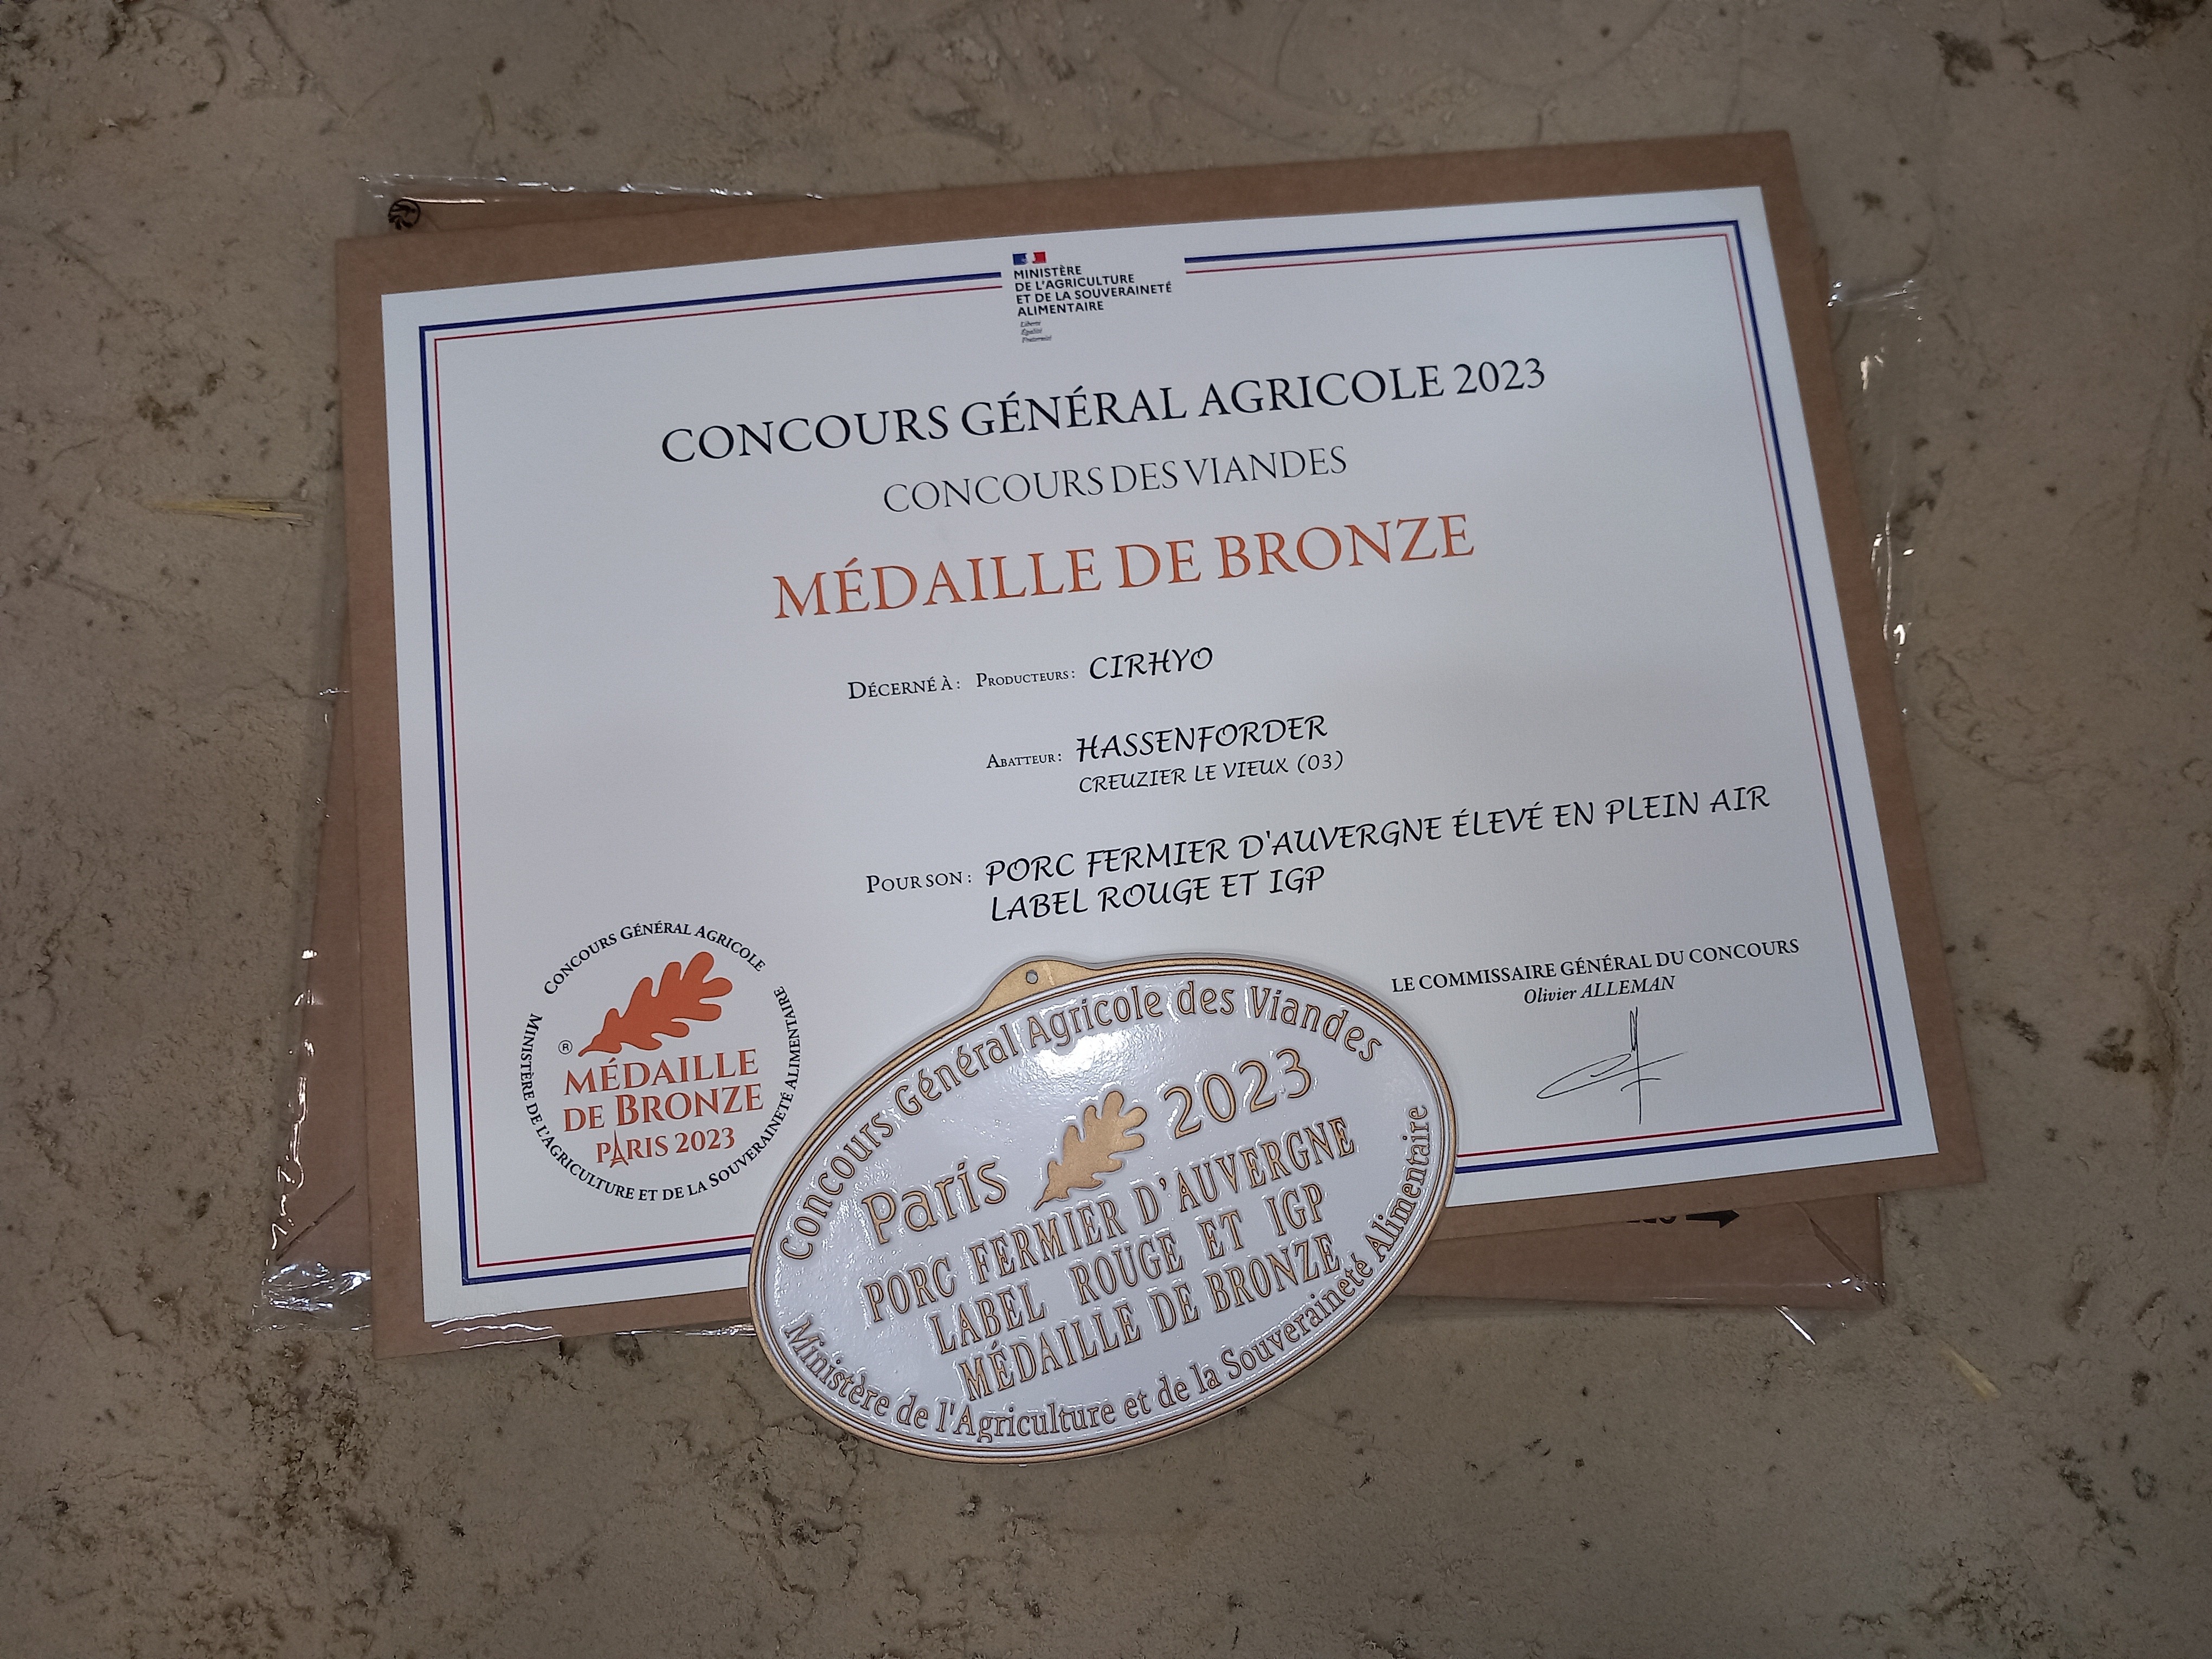 MINISTÈRE
DE L'AGRICULTURE
ET DE LA SOUVERAINETÉ
ALIMENTAIRE
Liberté
Égalité
Fraternité
CONCOURS GÉNÉRAL AGRICOLE 2023
CONCOURS DES VIANDES
MÉDAILLE DE BRONZE
DÉCERNÉ À : PRODUCTEURS : CIRHYO
ABATTEUR : HASSENFORDER
CREUZIER LE VIEUX (03)
POUR SON : PORC FERMIER D'AUVERGNE ÉLEVÉ EN PLEIN AIR
LABEL ROUGE ET IGP
CONCOURS GÉNÉRAL AGRICOLE
®
MÉDAILLE
DE BRONZE
PARIS 2023
MINISTÈRE DE L'AGRICULTURE ET DE LA SOUVERAINETÉ ALIMENTAIRE
LE COMMISSAIRE GÉNÉRAL DU CONCOURS
Olivier ALLEMAN
Concours Général Agricole des Viandes
Paris 2023
PORC FERMIER D'AUVERGNE
LABEL ROUGE ET IGP
MÉDAILLE DE BRONZE
Ministère de l'Agriculture et de la Souveraineté Alimentaire